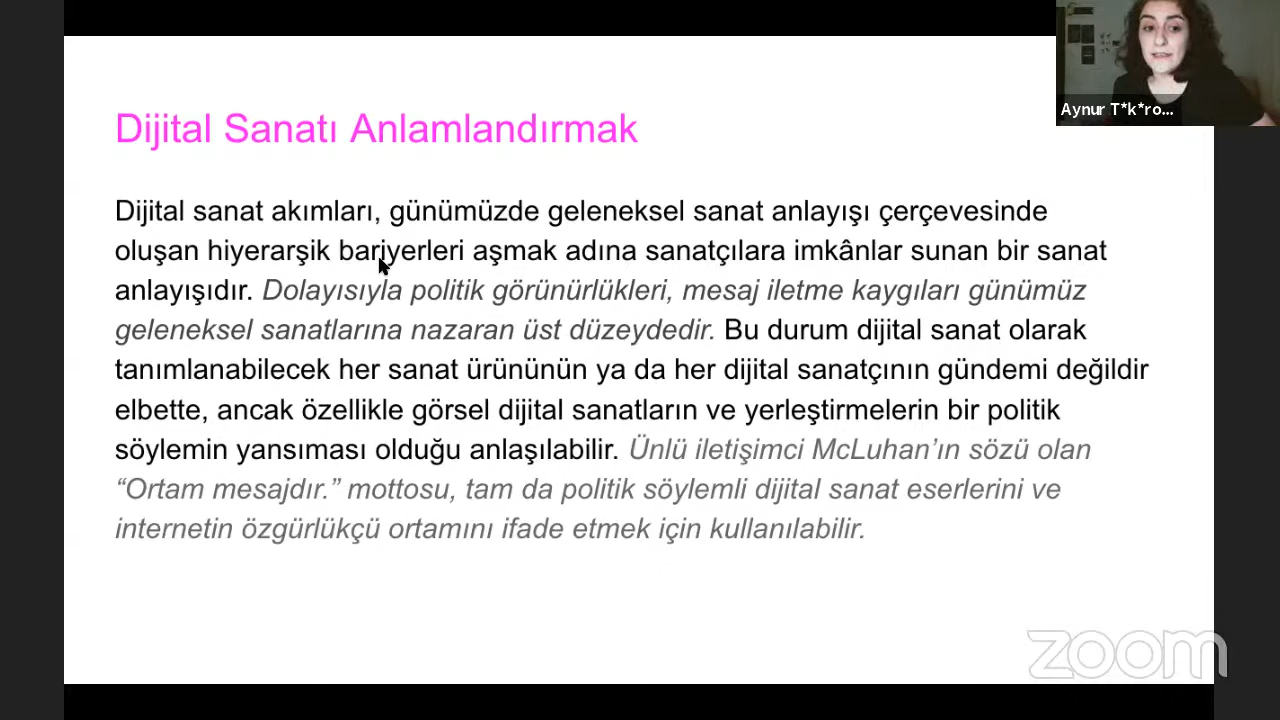 Aynur T*k*ro...
Dijital Sanatı Anlamlandırmak
Dijital sanat akımları, günümüzde geleneksel sanat anlayışı çerçevesinde
oluşan hiyerarşik bariyerleri aşmak adına sanatçılara imkânlar sunan bir sanat
anlayışıdır. Dolayısıyla politik görünürlükleri, mesaj iletme kaygıları günümüz
geleneksel sanatlarına nazaran üst düzeydedir. Bu durum dijital sanat olarak
tanımlanabilecek her sanat ürününün ya da her dijital sanatçının gündemi değildir
elbette, ancak özellikle görsel dijital sanatların ve yerleştirmelerin bir politik
söylemin yansıması olduğu anlaşılabilir. Ünlü iletişimci McLuhan’ın sözü olan
“Ortam mesajdır.” mottosu, tam da politik söylemli dijital sanat eserlerini ve
internetin özgürlükçü ortamını ifade etmek için kullanılabilir.
zoom